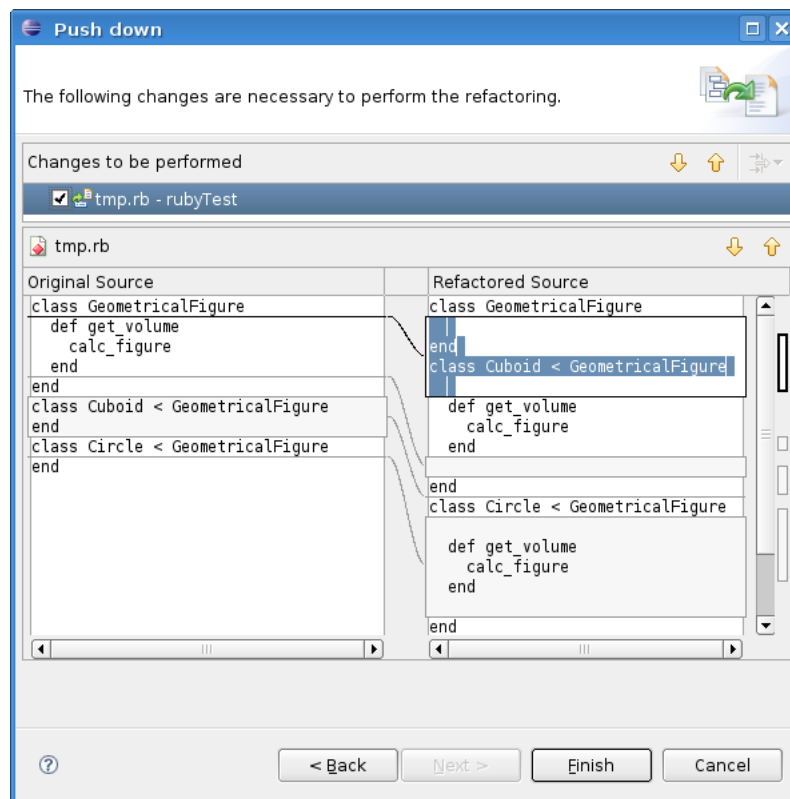 Push down
The following changes are necessary to perform the refactoring.
Changes to be performed
tmp.rb - rubyTest
tmp.rb
Original Source
class GeometricalFigure
  def get_volume
    calc_figure
  end
end
class Cuboid < GeometricalFigure
end
class Circle < GeometricalFigure
end
Refactored Source
class GeometricalFigure
end
class Cuboid < GeometricalFigure
  def get_volume
    calc_figure
  end
end
class Circle < GeometricalFigure
  def get_volume
    calc_figure
  end
end
?
< Back
Next >
Finish
Cancel